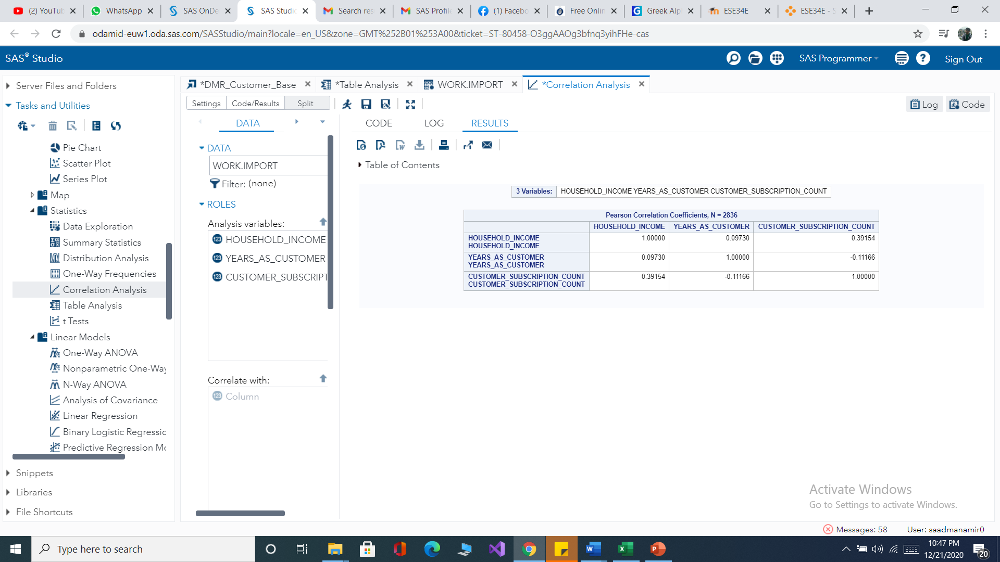 (2) YouTub
WhatsApp
SAS OnDe
SAS Studio
Search res
SAS Profile
(1) Facebo
Free Onlin
Greek Alp
ESE34E
ESE34E - S
odamid-euw1.oda.sas.com/SASStudio/main?locale=en_US&zone=GMT%252B01%253A00&ticket=ST-80458-O3ggAAOg3bfnq3yihFHe-cas
SAS® Studio
SAS Programmer
Sign Out
Server Files and Folders
Tasks and Utilities
Pie Chart
Scatter Plot
Series Plot
Map
Statistics
Data Exploration
Summary Statistics
Distribution Analysis
One-Way Frequencies
Correlation Analysis
Table Analysis
t Tests
Linear Models
One-Way ANOVA
Nonparametric One-Way
N-Way ANOVA
Analysis of Covariance
Linear Regression
Binary Logistic Regressic
Predictive Regression Mo
Snippets
Libraries
File Shortcuts
*DMR_Customer_Base
*Table Analysis
WORK.IMPORT
*Correlation Analysis
Settings Code/Results Split
Log Code
DATA
DATA
WORK.IMPORT
Filter: (none)
ROLES
Analysis variables:
123 HOUSEHOLD_INCOME
123 YEARS_AS_CUSTOMER
123 CUSTOMER_SUBSCRIPT
Correlate with:
123 Column
CODE LOG RESULTS
Table of Contents
3 Variables: HOUSEHOLD_INCOME YEARS_AS_CUSTOMER CUSTOMER_SUBSCRIPTION_COUNT
Pearson Correlation Coefficients, N = 2836
HOUSEHOLD_INCOME YEARS_AS_CUSTOMER CUSTOMER_SUBSCRIPTION_COUNT
HOUSEHOLD_INCOME 1.00000 0.09730 0.39154
HOUSEHOLD_INCOME
YEARS_AS_CUSTOMER 0.09730 1.00000 -0.11166
YEARS_AS_CUSTOMER
CUSTOMER_SUBSCRIPTION_COUNT 0.39154 -0.11166 1.00000
CUSTOMER_SUBSCRIPTION_COUNT
Activate Windows
Go to Settings to activate Windows.
Messages: 58
User: saadmanamir0
Type here to search
10:47 PM
12/21/2020
20